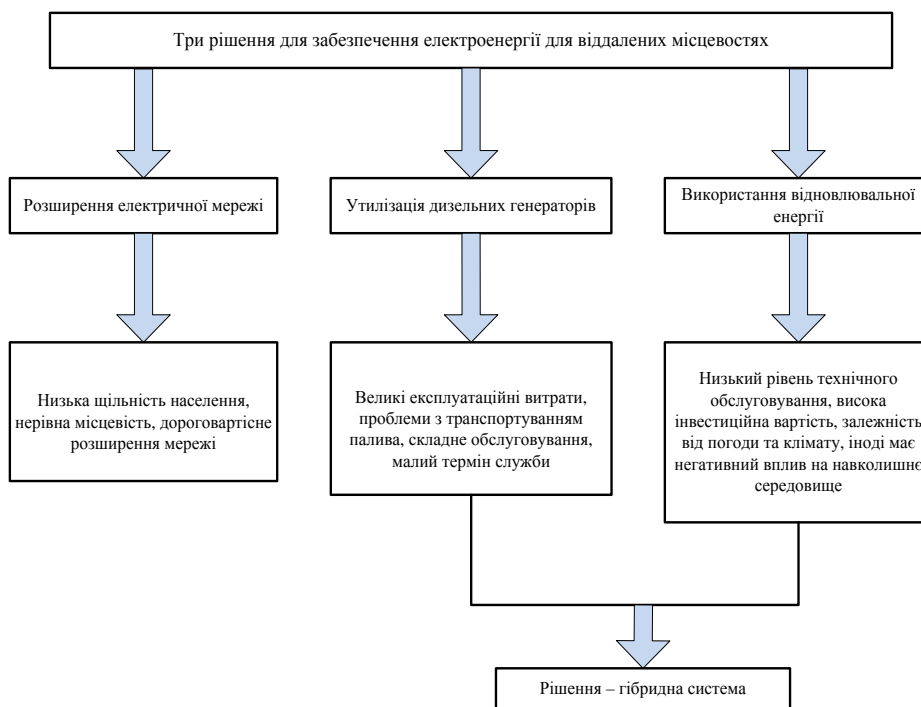 Три рішення для забезпечення електроенергії для віддалених місцевостях
Розширення електричної мережі
Утилізація дизельних генераторів
Використання відновлювальної
енергії
Низька щільність населення,
нерівна місцевість, дороговартісне
розширення мережі
Великі експлуатаційні витрати,
проблеми з транспортуванням
палива, складне обслуговування,
малий термін служби
Низький рівень технічного
обслуговування, висока
інвестиційна вартість, залежність
від погоди та клімату, іноді має
негативний вплив на навколишнє
середовище
Рішення – гібридна система